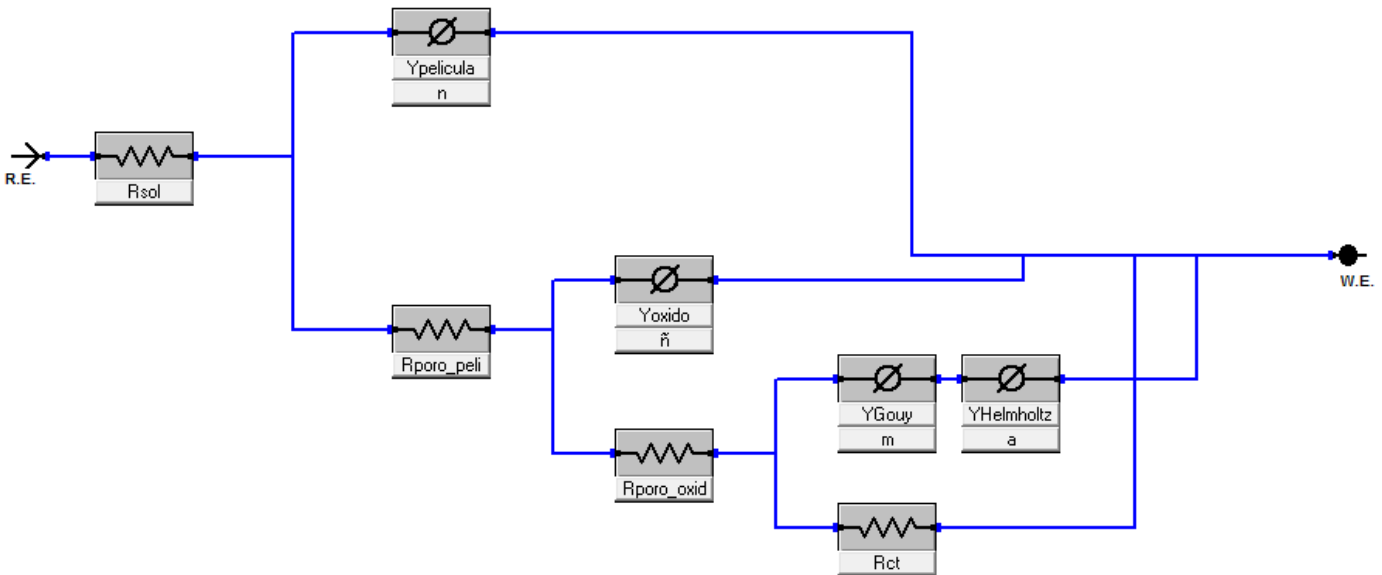 Ypelicula
n
R.E.
Rsol
W.E.
Yoxido
ñ
Rporo_peli
YGouy
m
YHelmholtz
a
Rporo_oxid
Rct